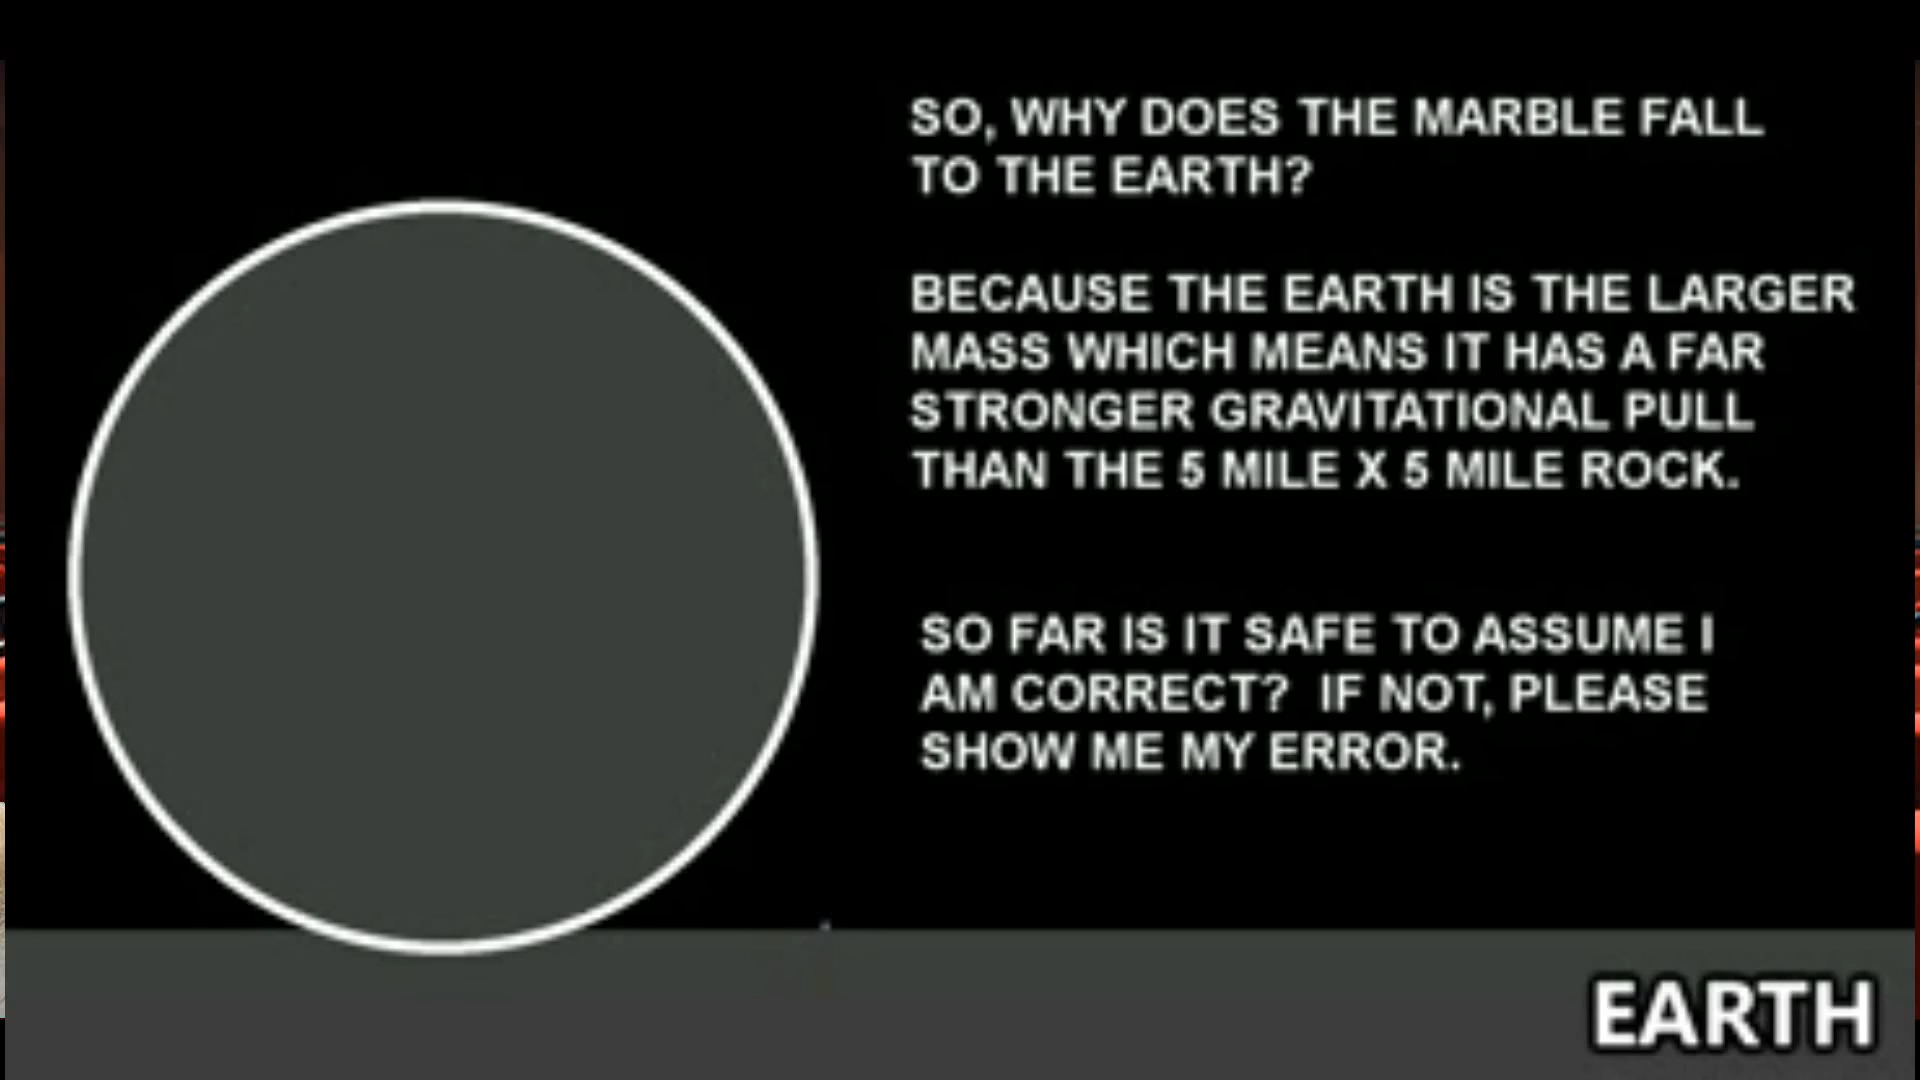 SO, WHY DOES THE MARBLE FALL
TO THE EARTH?
BECAUSE THE EARTH IS THE LARGER
MASS WHICH MEANS IT HAS A FAR
STRONGER GRAVITATIONAL PULL
THAN THE 5 MILE X 5 MILE ROCK.
SO FAR IS IT SAFE TO ASSUME I
AM CORRECT?  IF NOT, PLEASE
SHOW ME MY ERROR.
EARTH